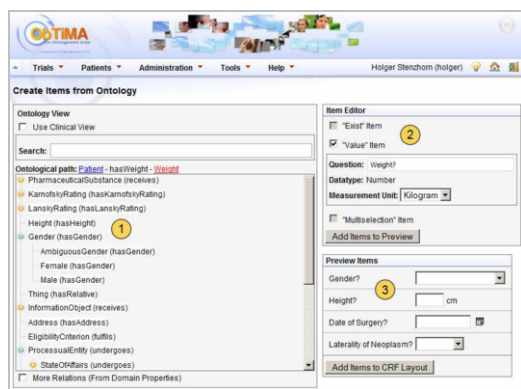 ObTiMA
Trials Patients Administration Tools Help Holger Stenzhorn (holger)
Create Items from Ontology
Ontology View
Use Clinical View
Search:
Ontological path: Patient - hasWeight - Weight
PharmaceuticalSubstance (receives)
KarnofskyRating (hasKarnofskyRating)
LanskyRating (hasLanskyRating)
Height (hasHeight)
Gender (hasGender)
1
AmbiguousGender (hasGender)
Female (hasGender)
Male (hasGender)
Thing (hasRelative)
InformationObject (receives)
Address (hasAddress)
EligibilityCriterion (fulfils)
ProcessualEntity (undergoes)
StateOfAffairs (undergoes)
More Relations (From Domain Properties)
Item Editor
"Exist" Item
2
"Value" Item
Question: Weight?
Datatype: Number
Measurement Unit: Kilogram
"Multiselection" Item
Add Items to Preview
Preview Items
Gender?
3
Height? cm
Date of Surgery?
Laterality of Neoplasm?
Add Items to CRF Layout